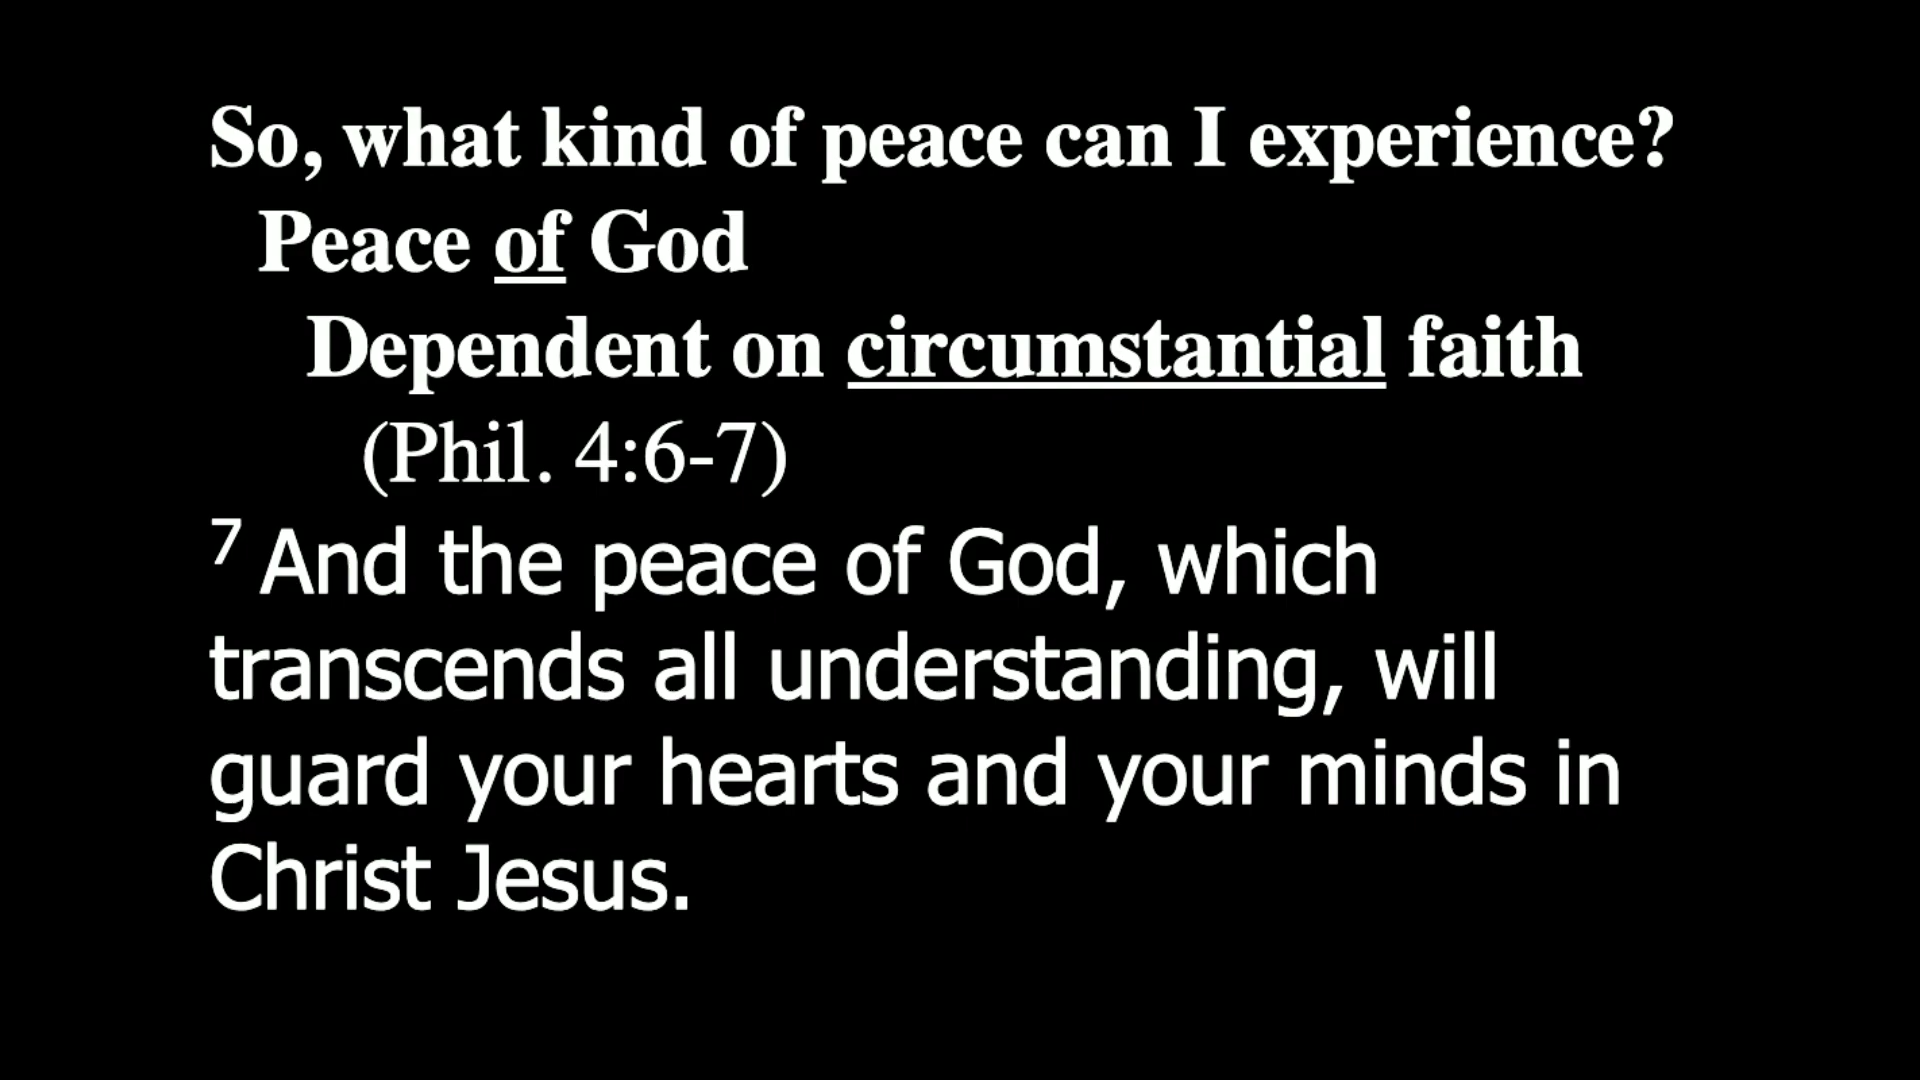 So, what kind of peace can I experience?
Peace of God
Dependent on circumstantial faith
(Phil. 4:6-7)
7 And the peace of God, which
transcends all understanding, will
guard your hearts and your minds in
Christ Jesus.